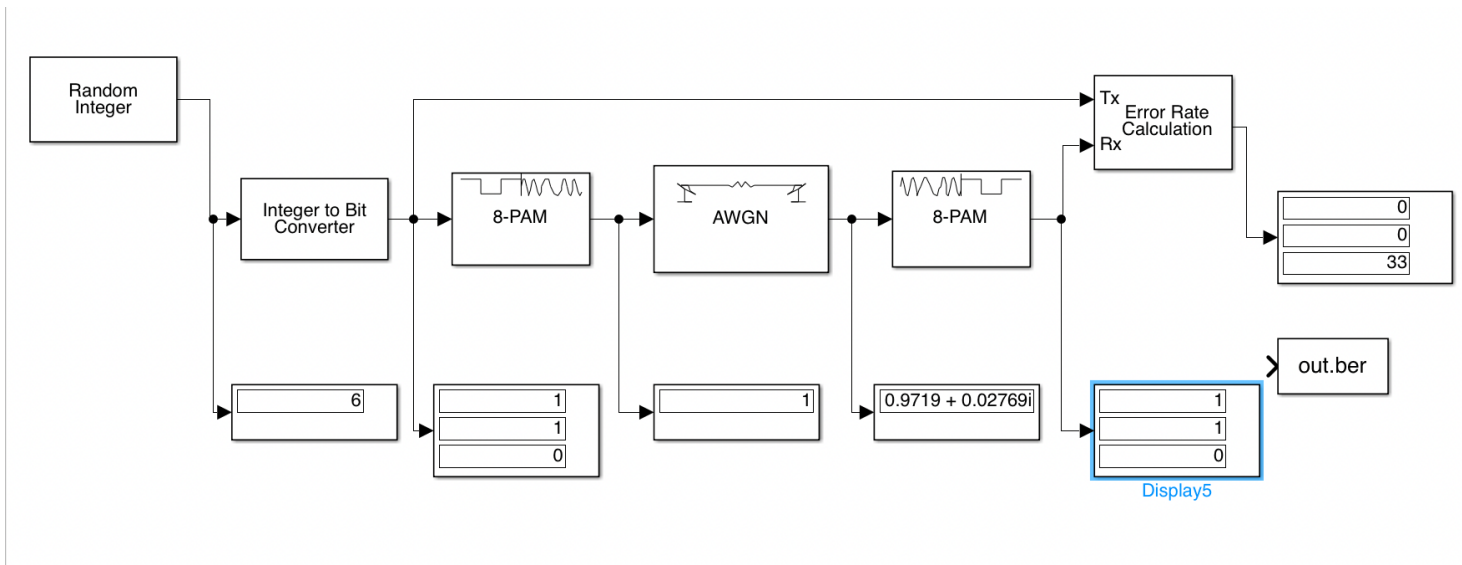 Random
Integer
Tx
Error Rate
Calculation
Rx
Integer to Bit
Converter
8-PAM
AWGN
8-PAM
0
0
33
out.ber
6
1
1
0
1
0.9719 + 0.02769i
1
1
0
Display5